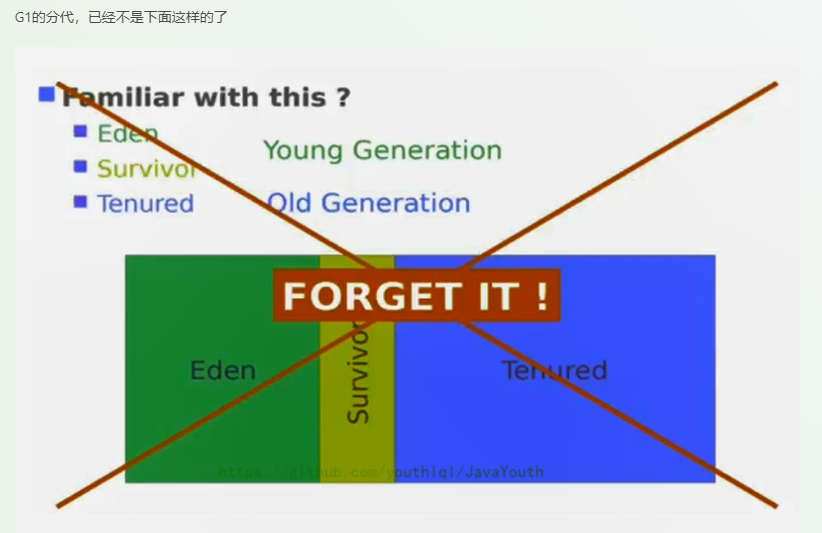 G1的分代，已经不是下面这样的了
Familiar with this ?
Eden
Survivor
Young Generation
Tenured
Old Generation
FORGET IT !
Eden
Survivor
Tenured
https://github.com/youthlql/JavaYouth